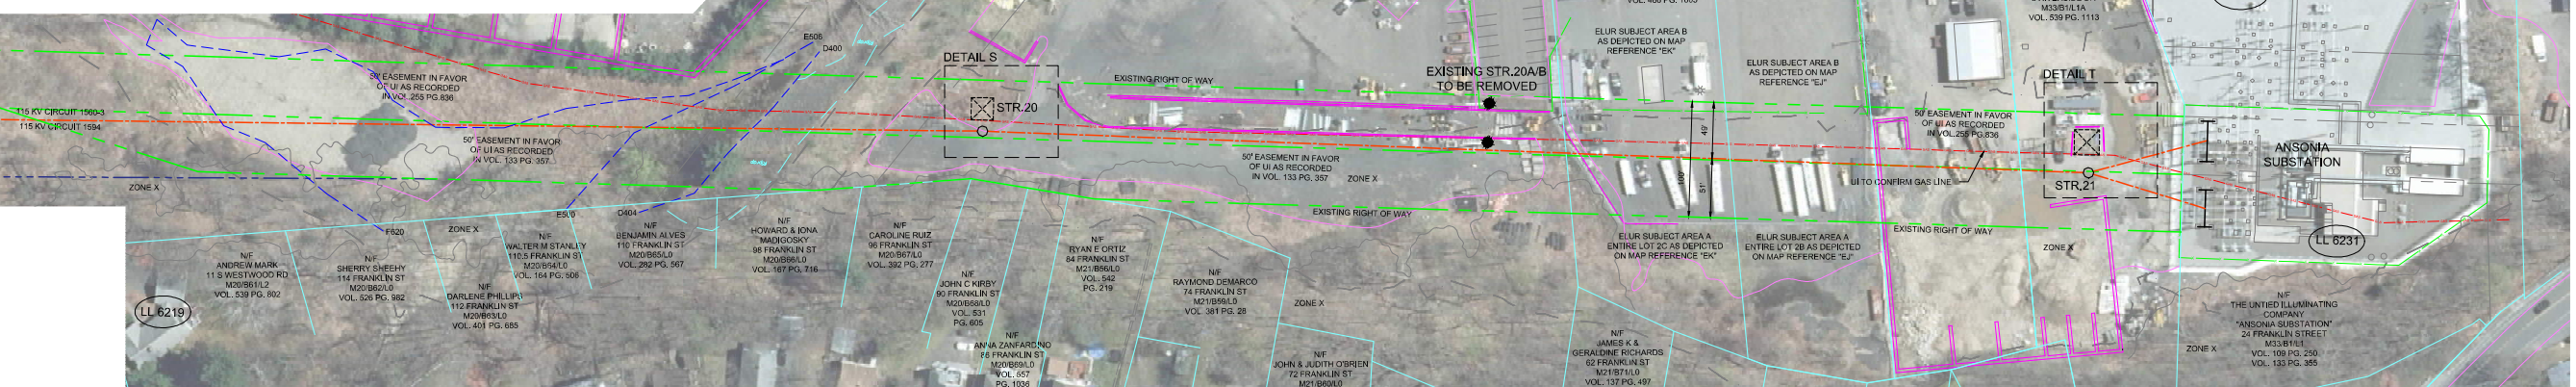 VOL. 539 PG. 1113
M33/B1/L1A
E506
D400
50' EASEMENT IN FAVOR
OF UI AS RECORDED
IN VOL. 255 PG.836
115 KV CIRCUIT 1560-3
115 KV CIRCUIT 1594
50' EASEMENT IN FAVOR
OF UI AS RECORDED
IN VOL. 133 PG. 357
ZONE X
DETAIL S
STR.20
EXISTING RIGHT OF WAY
EXISTING STR.20A/B
TO BE REMOVED
50' EASEMENT IN FAVOR
OF UI AS RECORDED
IN VOL. 133 PG. 357
ZONE X
EXISTING RIGHT OF WAY
ELUR SUBJECT AREA B
AS DEPICTED ON MAP
REFERENCE "EK"
ELUR SUBJECT AREA B
AS DEPICTED ON MAP
REFERENCE "EJ"
49'
100'
51'
50' EASEMENT IN FAVOR
OF UI AS RECORDED
IN VOL.255 PG.836
UI TO CONFIRM GAS LINE
DETAIL T
STR.21
ANSONIA
SUBSTATION
LL 6231
EXISTING RIGHT OF WAY
ZONE X
ELUR SUBJECT AREA A
ENTIRE LOT 2C AS DEPICTED
ON MAP REFERENCE "EK"
ELUR SUBJECT AREA A
ENTIRE LOT 2B AS DEPICTED
ON MAP REFERENCE "EJ"
F620
E500
D404
ZONE X
LL 6219
N/F
ANDREW MARK
11 S WESTWOOD RD
M20/B61/L2
VOL. 539 PG. 802
N/F
SHERRY SHEEHY
114 FRANKLIN ST
M20/B62/L0
VOL. 526 PG. 982
N/F
DARLENE PHILLIPS
112 FRANKLIN ST
M20/B63/L0
VOL. 401 PG. 685
N/F
WALTER M STANLEY
110.5 FRANKLIN ST
M20/B64/L0
VOL. 164 PG. 506
N/F
BENJAMIN ALVES
110 FRANKLIN ST
M20/B65/L0
VOL. 282 PG. 567
N/F
HOWARD & IONA
MADIGOSKY
98 FRANKLIN ST
M20/B66/L0
VOL. 167 PG. 716
N/F
CAROLINE RUIZ
96 FRANKLIN ST
M20/B67/L0
VOL. 392 PG. 277
N/F
JOHN C KIRBY
90 FRANKLIN ST
M20/B68/L0
VOL. 531
PG. 605
N/F
ANNA ZANFARDINO
86 FRANKLIN ST
M20/B69/L0
VOL. 557
PG. 1036
N/F
RYAN E ORTIZ
84 FRANKLIN ST
M21/B56/L0
VOL. 542
PG. 219
N/F
RAYMOND DEMARCO
74 FRANKLIN ST
M21/B59/L0
VOL. 381 PG. 28
ZONE X
N/F
JOHN & JUDITH O'BRIEN
72 FRANKLIN ST
M21/B60/L0
N/F
JAMES K &
GERALDINE RICHARDS
62 FRANKLIN ST
M21/B71/L0
VOL. 137 PG. 497
ZONE X
N/F
THE UNTIED ILLUMINATING
COMPANY
"ANSONIA SUBSTATION"
24 FRANKLIN STREET
M33/B1/L1
VOL. 109 PG. 250
VOL. 133 PG. 355